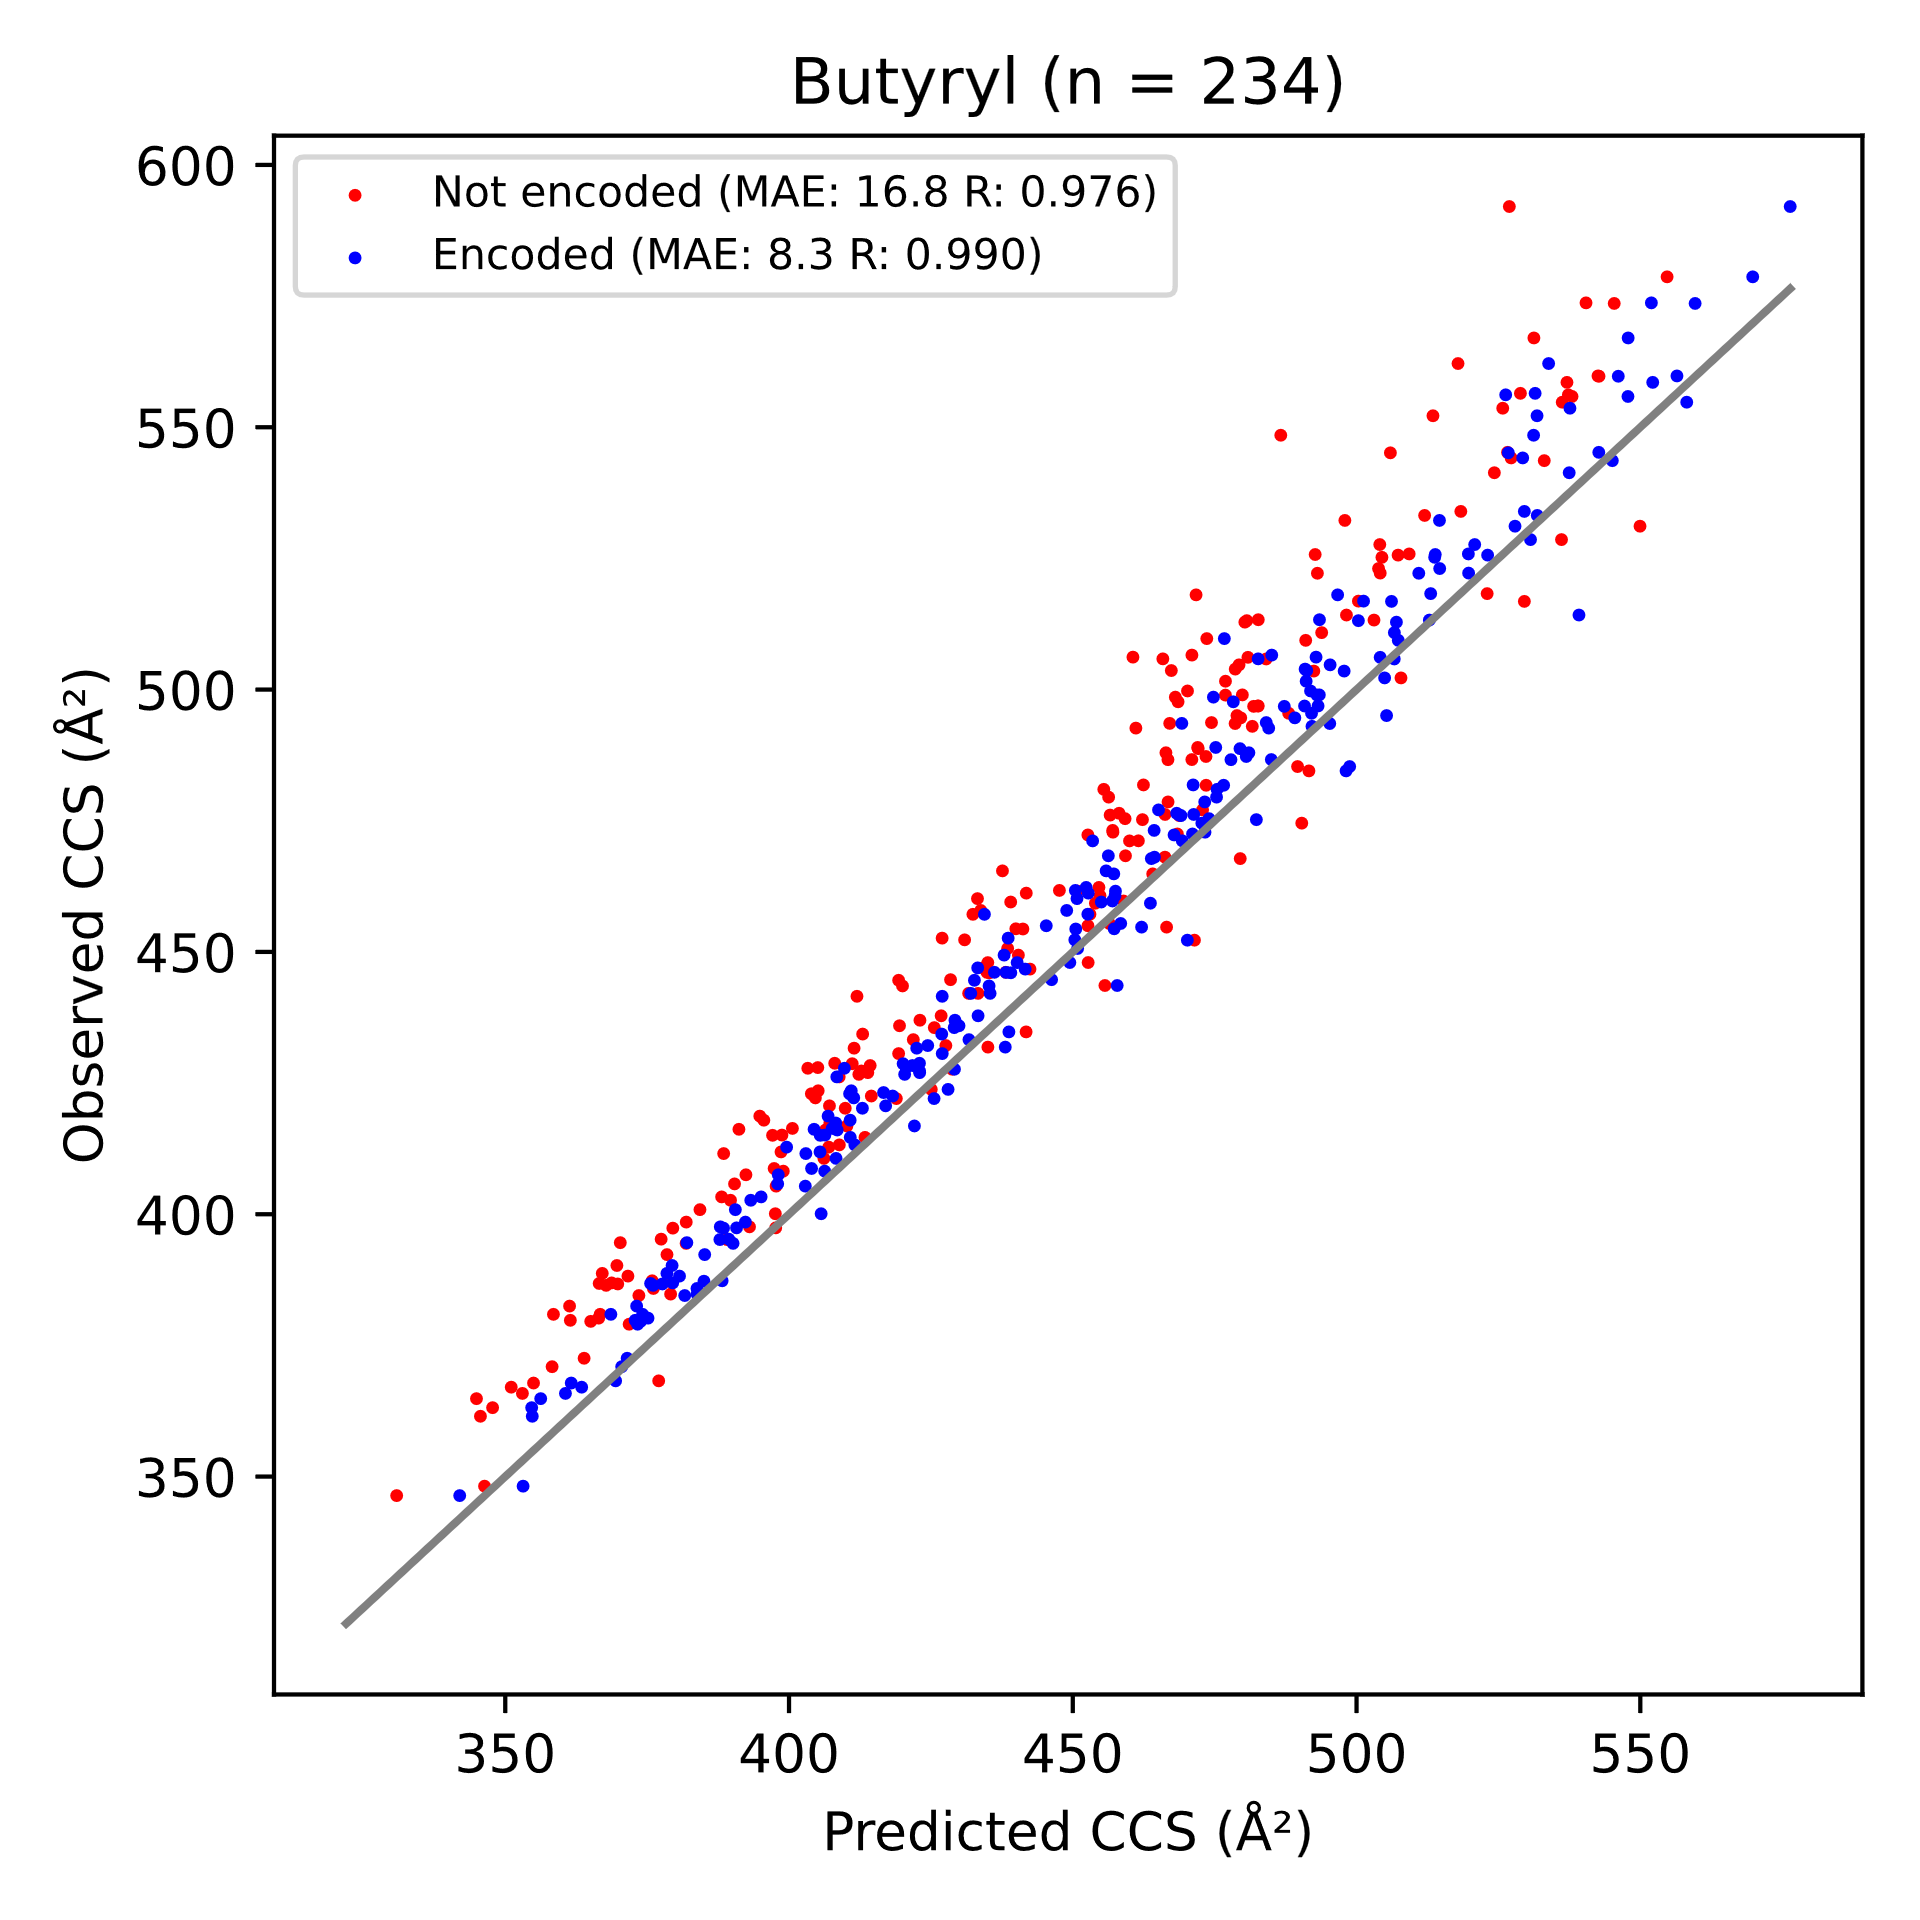 Butyryl (n = 234)
Not encoded (MAE: 16.8 R: 0.976)
Encoded (MAE: 8.3 R: 0.990)
600
550
500
450
400
350
Observed CCS (Å²)
350 400 450 500 550
Predicted CCS (Å²)